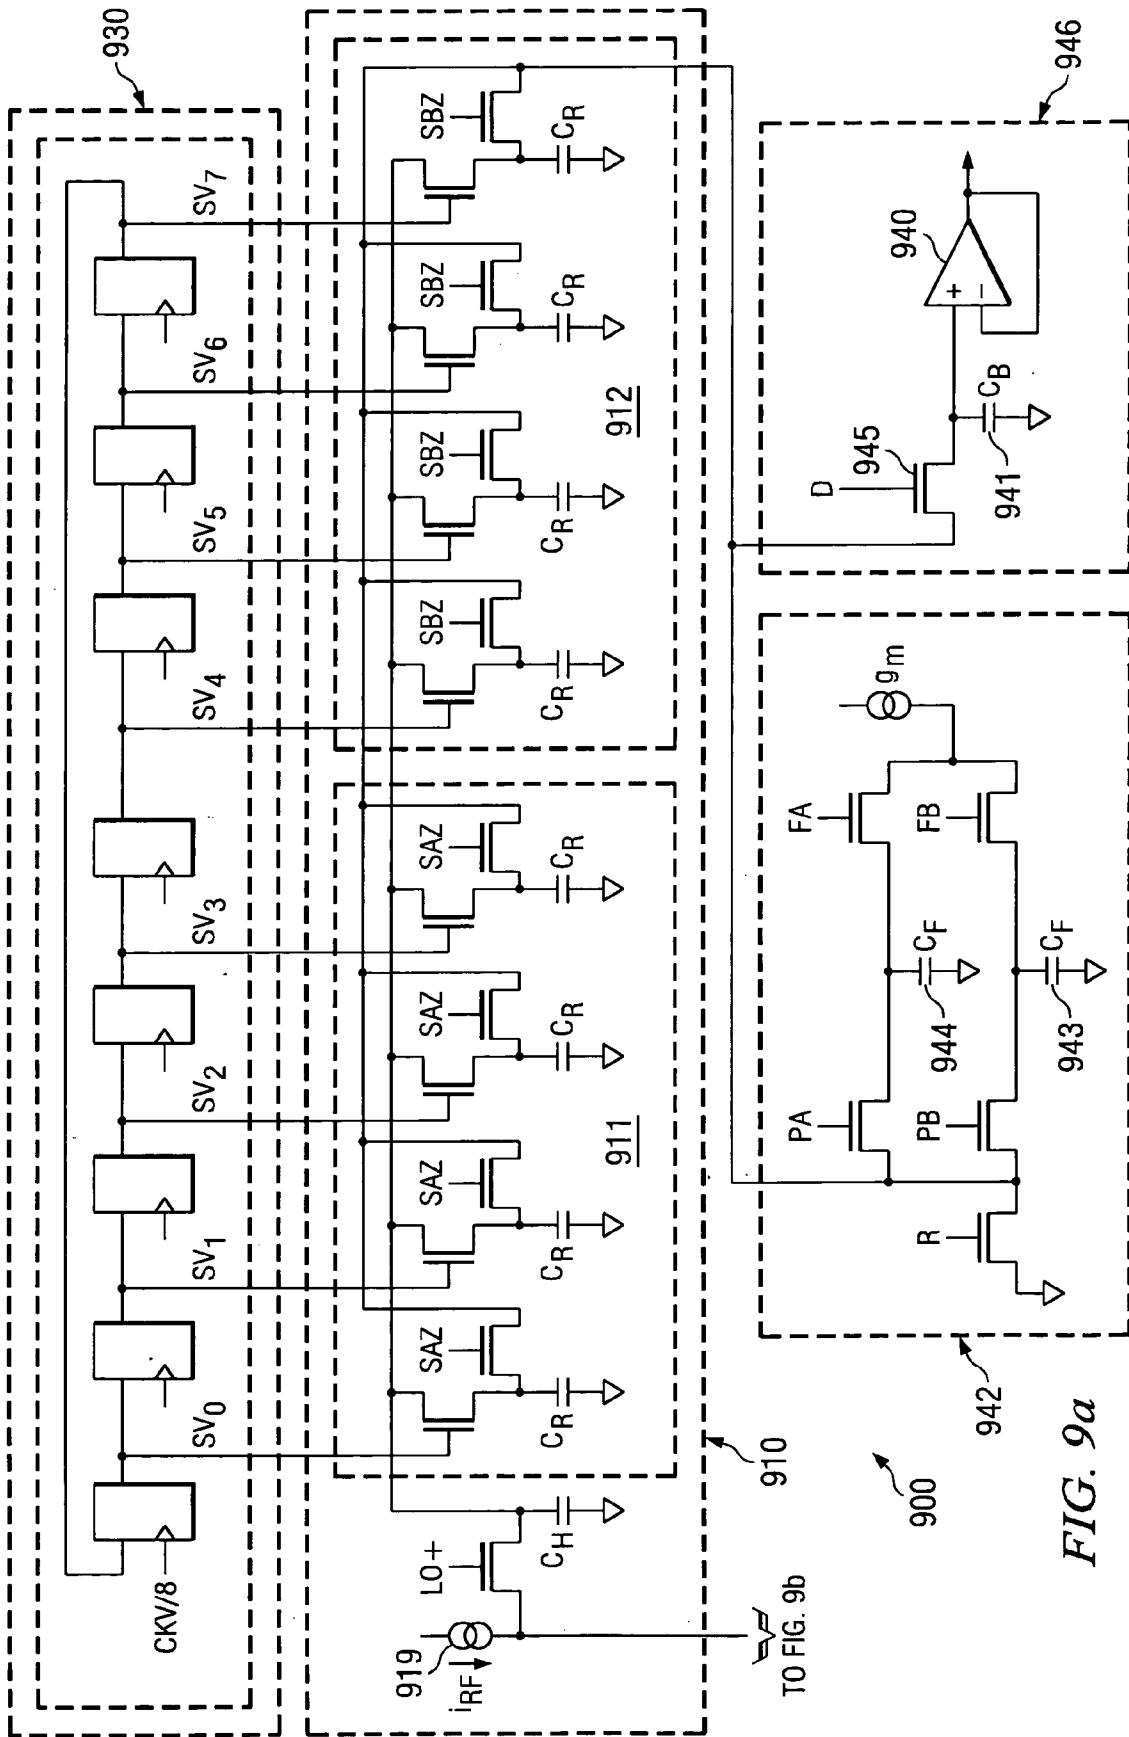 930
CKV/8
SV0
SV1
SV2
SV3
SV4
SV5
SV6
SV7
919
iRF
LO+
CH
TO FIG. 9b
SAZ
CR
SAZ
CR
SAZ
CR
SAZ
CR
911
SBZ
CR
SBZ
CR
SBZ
CR
SBZ
CR
912
910
R
PA
PB
944
CF
943
CF
FA
FB
gm
942
D
945
941
CB
940
+
−
946
900
FIG. 9a